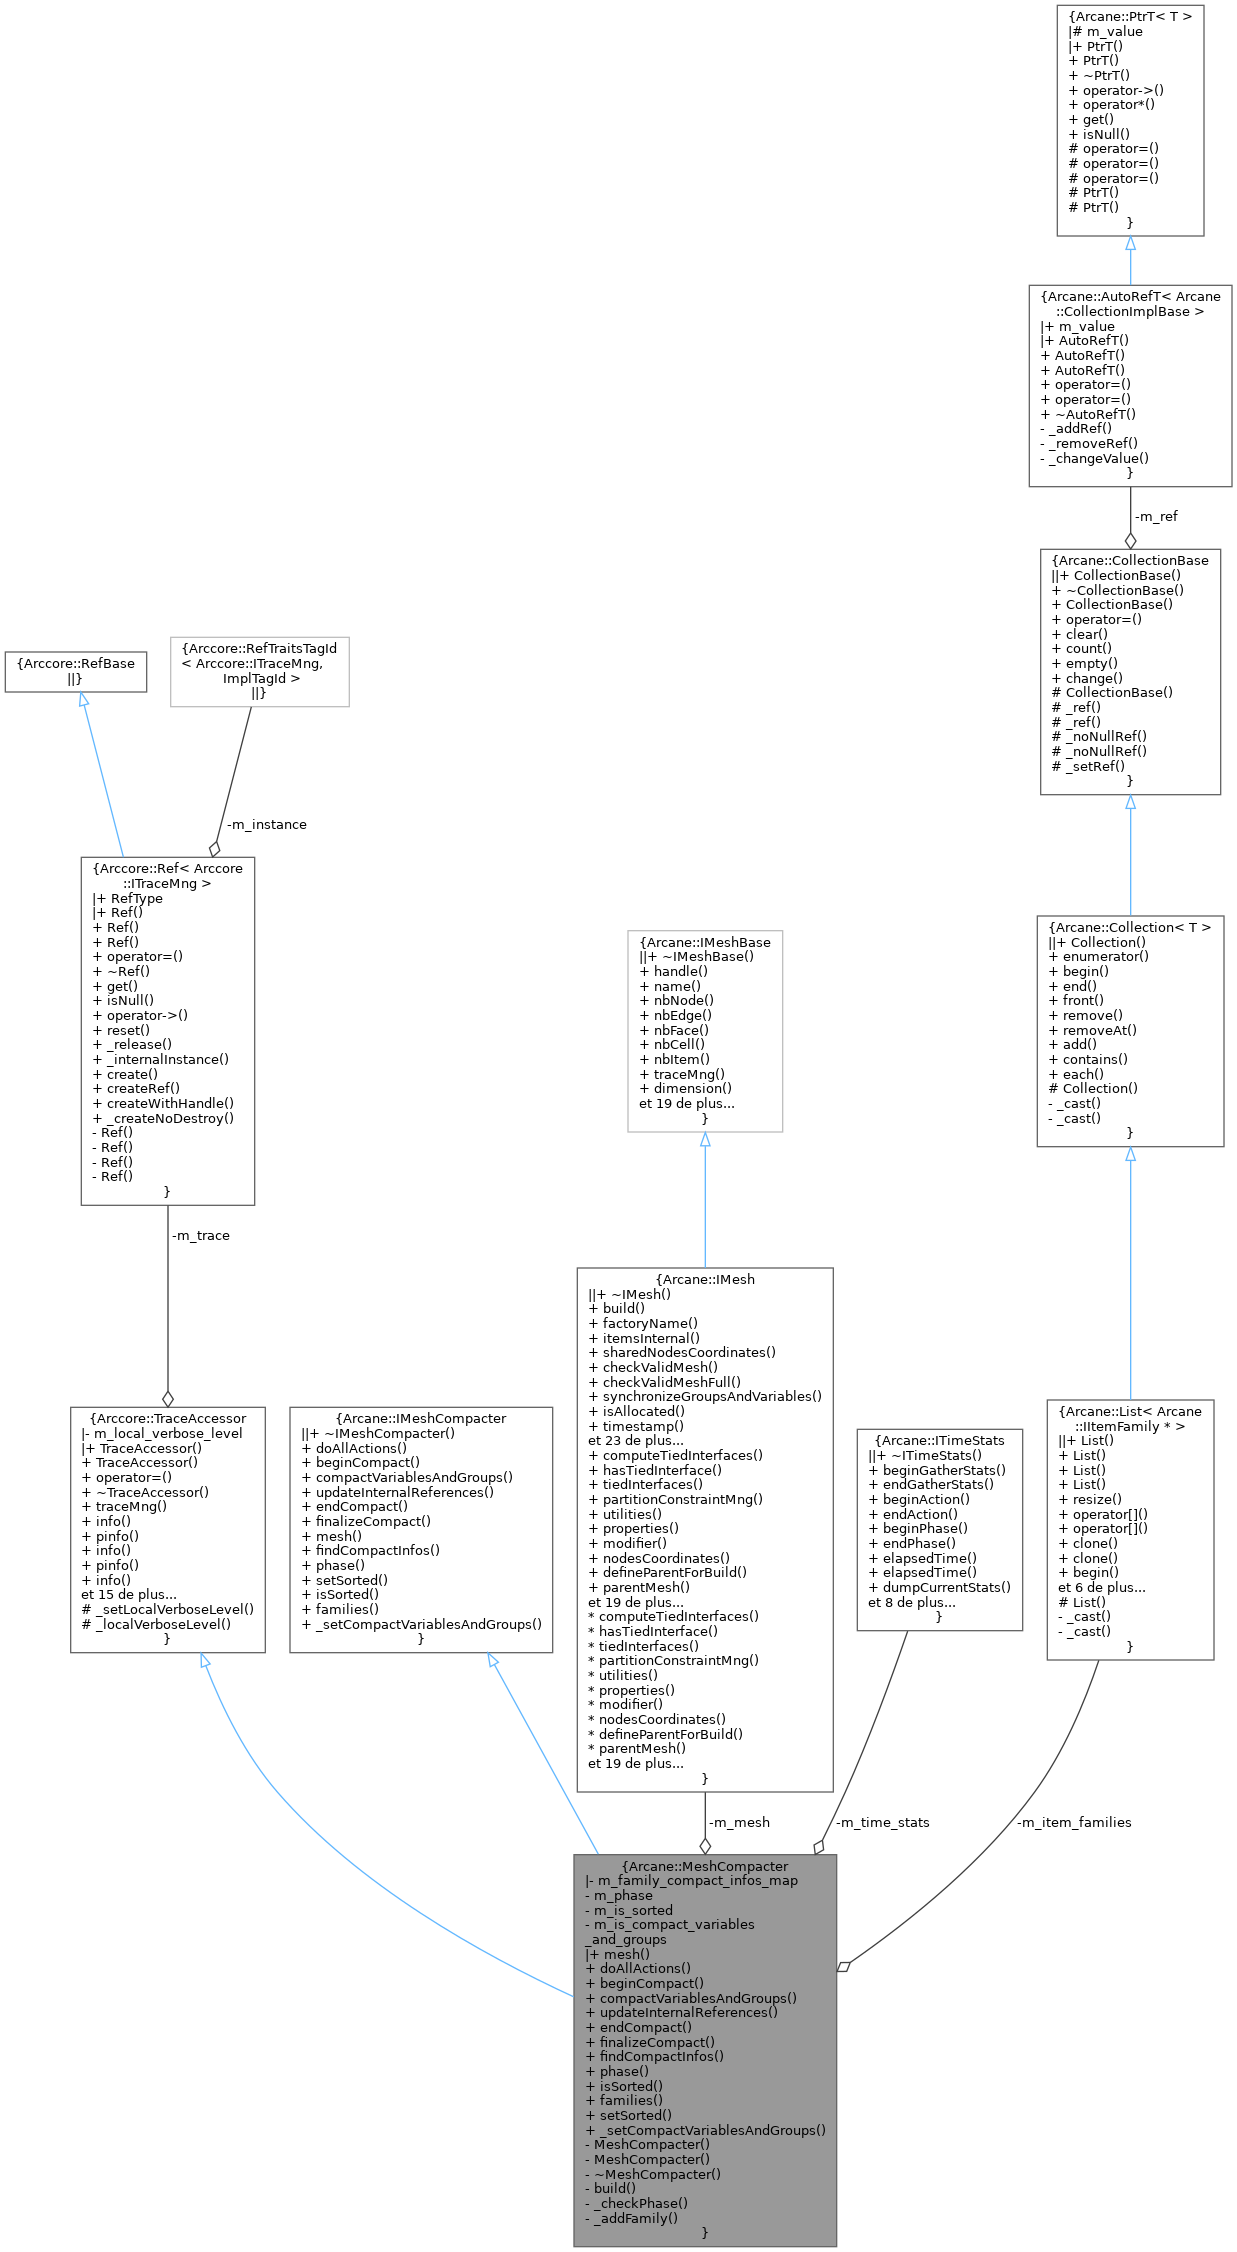 {Arcane::PtrT< T >
|# m_value
|+ PtrT()
+ PtrT()
+ ~PtrT()
+ operator->()
+ operator*()
+ get()
+ isNull()
# operator=()
# operator=()
# operator=()
# PtrT()
# PtrT()
}
{Arcane::AutoRefT< Arcane
::CollectionImplBase >
|+ m_value
|+ AutoRefT()
+ AutoRefT()
+ AutoRefT()
+ operator=()
+ operator=()
+ ~AutoRefT()
- _addRef()
- _removeRef()
- _changeValue()
}
-m_ref
{Arcane::CollectionBase
||+ CollectionBase()
+ ~CollectionBase()
+ CollectionBase()
+ operator=()
+ clear()
+ count()
+ empty()
+ change()
# CollectionBase()
# _ref()
# _ref()
# _noNullRef()
# _noNullRef()
# _setRef()
}
{Arccore::RefBase
||}
{Arccore::RefTraitsTagId
< Arccore::ITraceMng,
ImplTagId >
||}
-m_instance
{Arccore::Ref< Arccore
::ITraceMng >
|+ RefType
|+ Ref()
+ Ref()
+ Ref()
+ operator=()
+ ~Ref()
+ get()
+ isNull()
+ operator->()
+ reset()
+ _release()
+ _internalInstance()
+ create()
+ createRef()
+ createWithHandle()
+ _createNoDestroy()
- Ref()
- Ref()
- Ref()
- Ref()
}
-m_trace
{Arcane::IMeshBase
||+ ~IMeshBase()
+ handle()
+ name()
+ nbNode()
+ nbEdge()
+ nbFace()
+ nbCell()
+ nbItem()
+ traceMng()
+ dimension()
et 19 de plus...
}
{Arcane::Collection< T >
||+ Collection()
+ enumerator()
+ begin()
+ end()
+ front()
+ remove()
+ removeAt()
+ add()
+ contains()
+ each()
# Collection()
- _cast()
- _cast()
}
{Arccore::TraceAccessor
|- m_local_verbose_level
|+ TraceAccessor()
+ TraceAccessor()
+ operator=()
+ ~TraceAccessor()
+ traceMng()
+ info()
+ pinfo()
+ info()
+ pinfo()
+ info()
et 15 de plus...
# _setLocalVerboseLevel()
# _localVerboseLevel()
}
{Arcane::IMeshCompacter
||+ ~IMeshCompacter()
+ doAllActions()
+ beginCompact()
+ compactVariablesAndGroups()
+ updateInternalReferences()
+ endCompact()
+ finalizeCompact()
+ mesh()
+ findCompactInfos()
+ phase()
+ setSorted()
+ isSorted()
+ families()
+ _setCompactVariablesAndGroups()
}
{Arcane::IMesh
||+ ~IMesh()
+ build()
+ factoryName()
+ itemsInternal()
+ sharedNodesCoordinates()
+ checkValidMesh()
+ checkValidMeshFull()
+ synchronizeGroupsAndVariables()
+ isAllocated()
+ timestamp()
et 23 de plus...
+ computeTiedInterfaces()
+ hasTiedInterface()
+ tiedInterfaces()
+ partitionConstraintMng()
+ utilities()
+ properties()
+ modifier()
+ nodesCoordinates()
+ defineParentForBuild()
+ parentMesh()
et 19 de plus...
* computeTiedInterfaces()
* hasTiedInterface()
* tiedInterfaces()
* partitionConstraintMng()
* utilities()
* properties()
* modifier()
* nodesCoordinates()
* defineParentForBuild()
* parentMesh()
et 19 de plus...
}
{Arcane::ITimeStats
||+ ~ITimeStats()
+ beginGatherStats()
+ endGatherStats()
+ beginAction()
+ endAction()
+ beginPhase()
+ endPhase()
+ elapsedTime()
+ elapsedTime()
+ dumpCurrentStats()
et 8 de plus...
}
{Arcane::List< Arcane
::IItemFamily * >
||+ List()
+ List()
+ List()
+ List()
+ resize()
+ operator[]()
+ operator[]()
+ clone()
+ clone()
+ begin()
et 6 de plus...
# List()
- _cast()
- _cast()
}
-m_mesh
-m_time_stats
-m_item_families
{Arcane::MeshCompacter
|- m_family_compact_infos_map
- m_phase
- m_is_sorted
- m_is_compact_variables
_and_groups
|+ mesh()
+ doAllActions()
+ beginCompact()
+ compactVariablesAndGroups()
+ updateInternalReferences()
+ endCompact()
+ finalizeCompact()
+ findCompactInfos()
+ phase()
+ isSorted()
+ families()
+ setSorted()
+ _setCompactVariablesAndGroups()
- MeshCompacter()
- MeshCompacter()
- ~MeshCompacter()
- build()
- _checkPhase()
- _addFamily()
}